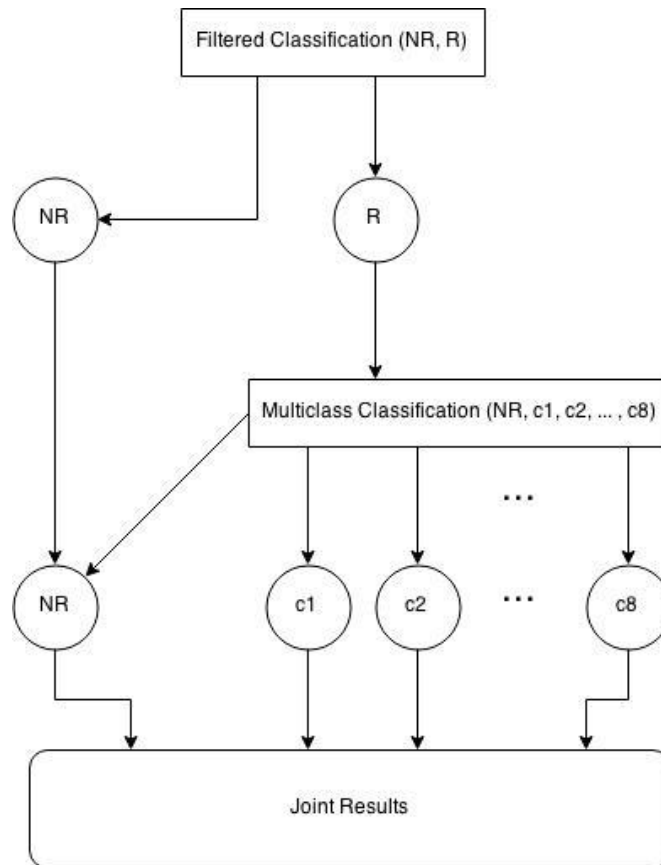 Filtered Classification (NR, R)
NR
R
Multiclass Classification (NR, c1, c2, ... , c8)
...
NR
c1
c2
...
c8
Joint Results